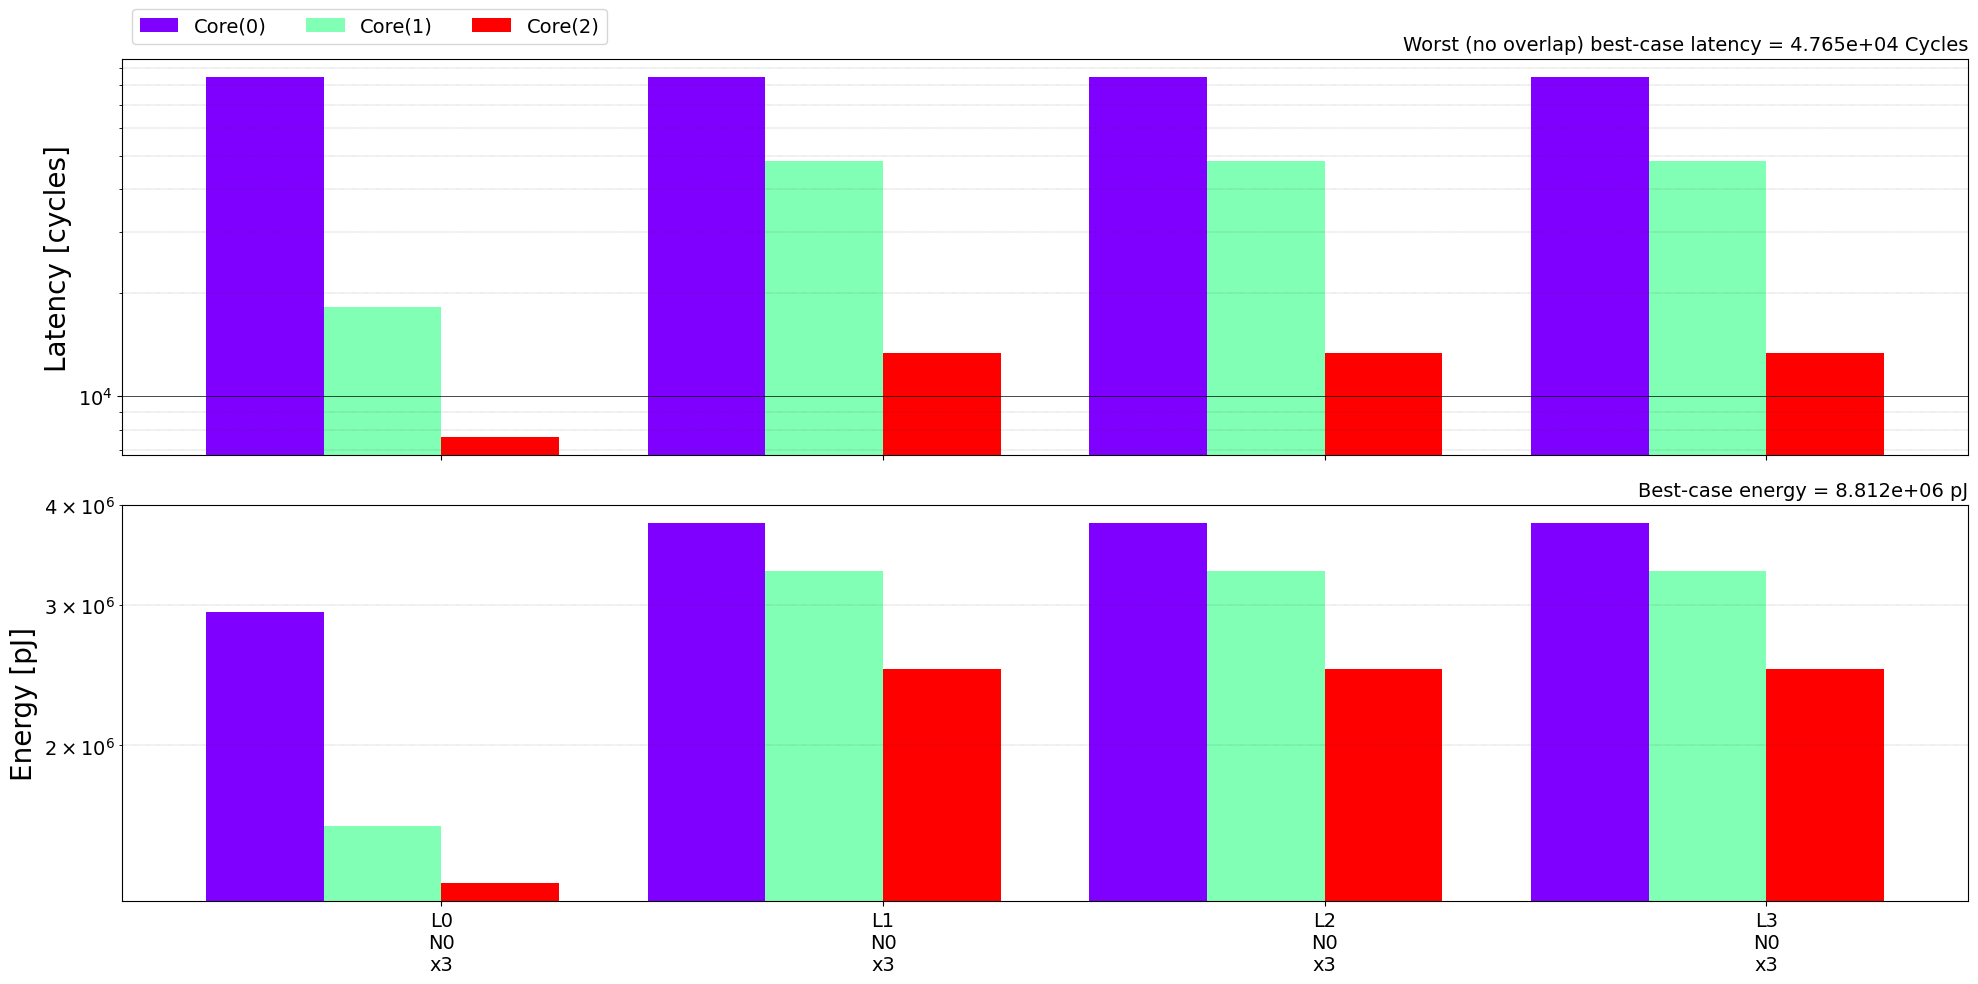 Core(0) Core(1) Core(2)
Worst (no overlap) best-case latency = 4.765e+04 Cycles
Latency [cycles]
10⁴
Best-case energy = 8.812e+06 pJ
Energy [pJ]
4 × 10⁶
3 × 10⁶
2 × 10⁶
L0 L1 L2 L3
N0 N0 N0 N0
x3 x3 x3 x3